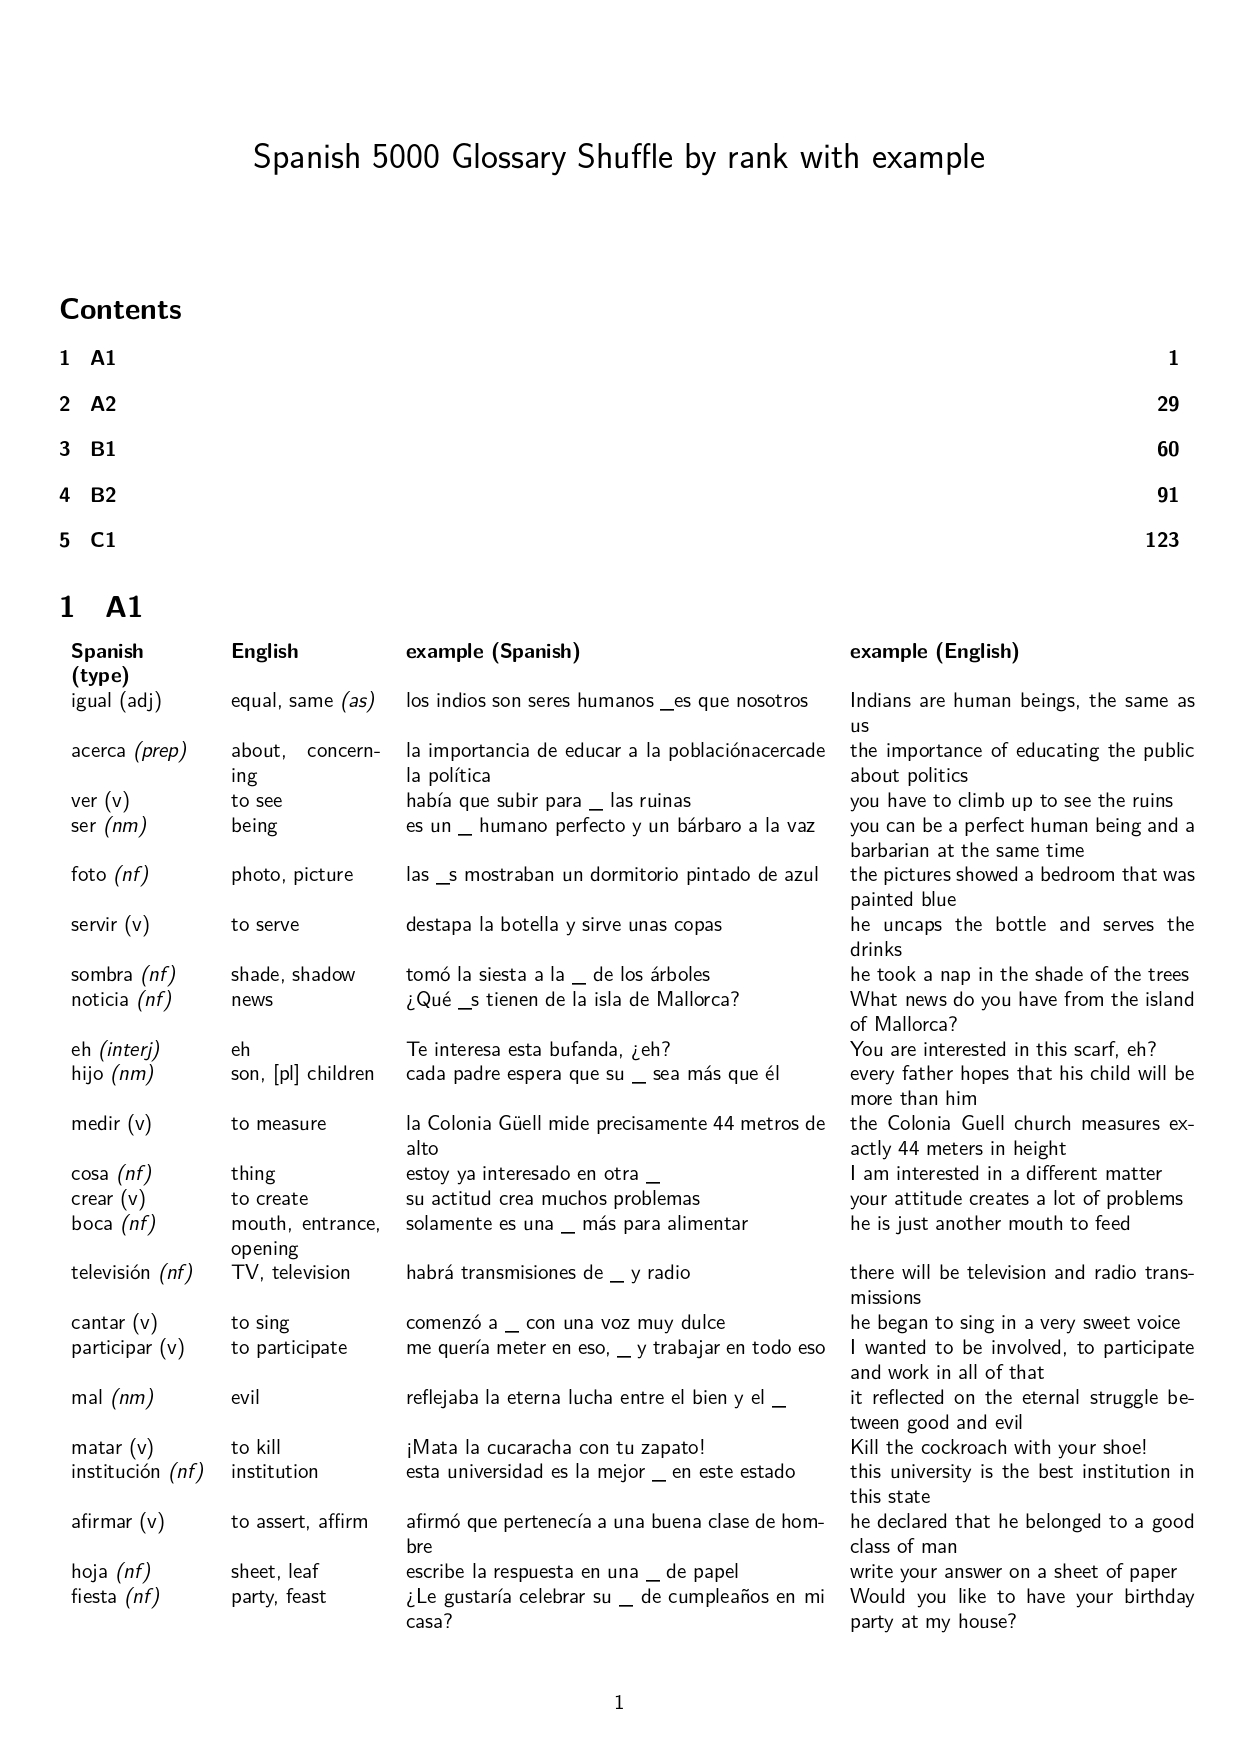 Spanish 5000 Glossary Shuffle by rank with example
Contents
1 A1 1
2 A2 29
3 B1 60
4 B2 91
5 C1 123
1 A1
Spanish English example (Spanish) example (English)
(type)
igual (adj) equal, same (as) los indios son seres humanos _es que nosotros Indians are human beings, the same as
us
acerca (prep) about, concern- la importancia de educar a la poblaciónacercade the importance of educating the public
ing la política about politics
ver (v) to see había que subir para _ las ruinas you have to climb up to see the ruins
ser (nm) being es un _ humano perfecto y un bárbaro a la vaz you can be a perfect human being and a
barbarian at the same time
foto (nf) photo, picture las _s mostraban un dormitorio pintado de azul the pictures showed a bedroom that was
painted blue
servir (v) to serve destapa la botella y sirve unas copas he uncaps the bottle and serves the
drinks
sombra (nf) shade, shadow tomó la siesta a la _ de los árboles he took a nap in the shade of the trees
noticia (nf) news ¿Qué _s tienen de la isla de Mallorca? What news do you have from the island
of Mallorca?
eh (interj) eh Te interesa esta bufanda, ¿eh? You are interested in this scarf, eh?
hijo (nm) son, [pl] children cada padre espera que su _ sea más que él every father hopes that his child will be
more than him
medir (v) to measure la Colonia Güell mide precisamente 44 metros de the Colonia Guell church measures ex-
alto actly 44 meters in height
cosa (nf) thing estoy ya interesado en otra _ I am interested in a different matter
crear (v) to create su actitud crea muchos problemas your attitude creates a lot of problems
boca (nf) mouth, entrance, solamente es una _ más para alimentar he is just another mouth to feed
opening
televisión (nf) TV, television habrá transmisiones de _ y radio there will be television and radio trans-
missions
cantar (v) to sing comenzó a _ con una voz muy dulce he began to sing in a very sweet voice
participar (v) to participate me quería meter en eso, _ y trabajar en todo eso I wanted to be involved, to participate
and work in all of that
mal (nm) evil reflejaba la eterna lucha entre el bien y el _ it reflected on the eternal struggle be-
tween good and evil
matar (v) to kill ¡Mata la cucaracha con tu zapato! Kill the cockroach with your shoe!
institución (nf) institution esta universidad es la mejor _ en este estado this university is the best institution in
this state
afirmar (v) to assert, affirm afirmó que pertenecía a una buena clase de hom- he declared that he belonged to a good
bre class of man
hoja (nf) sheet, leaf escribe la respuesta en una _ de papel write your answer on a sheet of paper
fiesta (nf) party, feast ¿Le gustaría celebrar su _ de cumpleaños en mi Would you like to have your birthday
casa? party at my house?
1